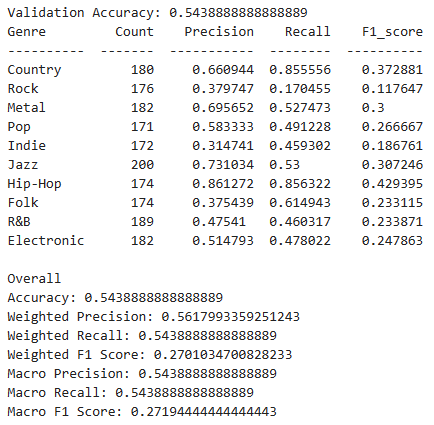 Validation Accuracy: 0.5438888888888889
Genre Count Precision Recall F1_score
---------- ------- ----------- -------- ----------
Country 180 0.660944 0.855556 0.372881
Rock 176 0.379747 0.170455 0.117647
Metal 182 0.695652 0.527473 0.3
Pop 171 0.583333 0.491228 0.266667
Indie 172 0.314741 0.459302 0.186761
Jazz 200 0.731034 0.53 0.307246
Hip-Hop 174 0.861272 0.856322 0.429395
Folk 174 0.375439 0.614943 0.233115
R&B 189 0.47541 0.460317 0.233871
Electronic 182 0.514793 0.478022 0.247863
Overall
Accuracy: 0.5438888888888889
Weighted Precision: 0.5617993359251243
Weighted Recall: 0.5438888888888889
Weighted F1 Score: 0.2701034700828233
Macro Precision: 0.5438888888888889
Macro Recall: 0.5438888888888889
Macro F1 Score: 0.27194444444444443